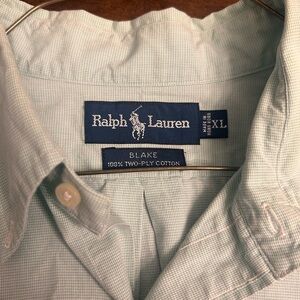 Ralph Lauren
XL
BLAKE
100% TWO-PLY COTTON